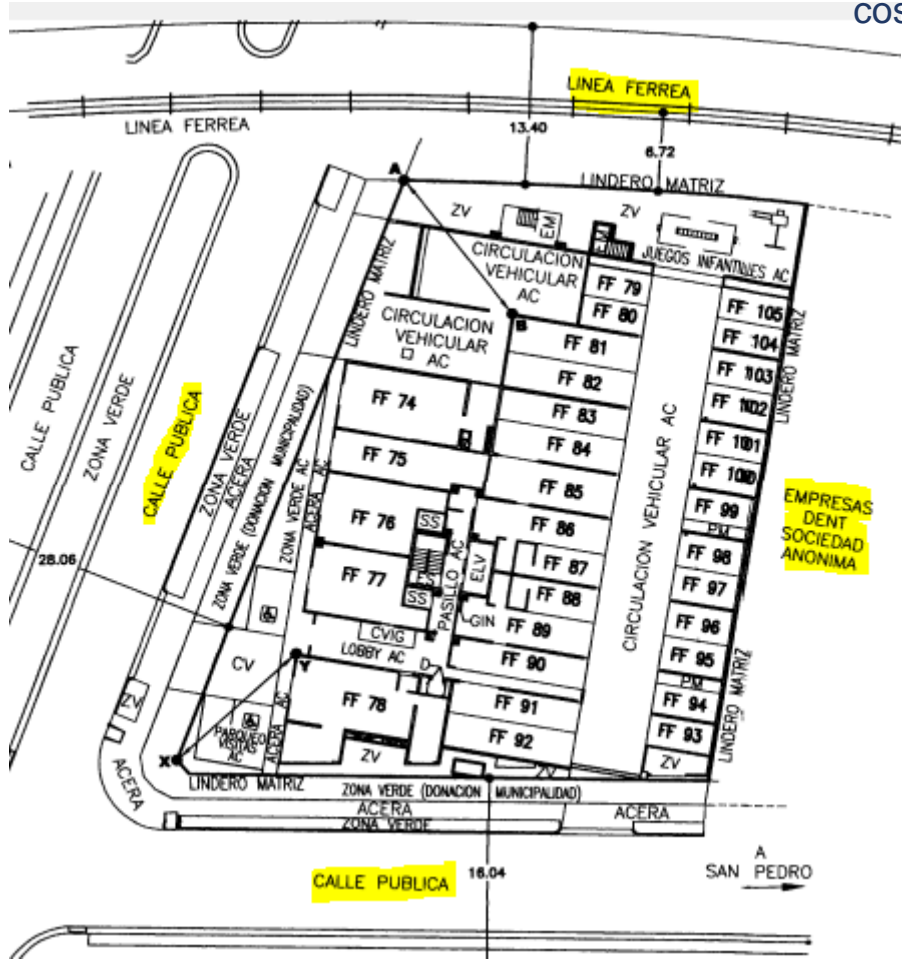 COS
LINEA FERREA
LINEA FERREA
13.40
6.72
LINDERO MATRIZ
A
ZV
EM
ZV
JUEGOS INFANTILES AC
CIRCULACION
VEHICULAR
AC
LINDERO MATRIZ
B
CIRCULACION
VEHICULAR
AC
FF 79
FF 80
FF 81
FF 82
FF 83
FF 84
FF 85
FF 86
FF 87
FF 88
FF 89
FF 90
FF 91
FF 92
FF 74
FF 75
FF 76
FF 77
FF 78
SS
SS
PASILLO AC
ELV
GIN
CVIG
LOBBY AC
D
Y
CIRCULACION VEHICULAR AC
FF 105
FF 104
FF 103
FF 102
FF 101
FF 100
FF 99
PM
FF 98
FF 97
FF 96
FF 95
PM
FF 94
FF 93
ZV
LINDERO MATRIZ
LINDERO MATRIZ
EMPRESAS
DENT
SOCIEDAD
ANONIMA
CALLE PUBLICA
ZONA VERDE
CALLE PUBLICA
ZONA VERDE
ACERA
ZONA VERDE (DONACION MUNICIPALIDAD)
ZONA VERDE AC
ACERA AC
28.06
CV
ZV
PARQUEO
VISITAS
AC
ACERA AC
X
ACERA
LINDERO MATRIZ
ZV
ZV
ZONA VERDE (DONACION MUNICIPALIDAD)
ACERA
ACERA
ZONA VERDE
CALLE PUBLICA
16.04
A
SAN PEDRO